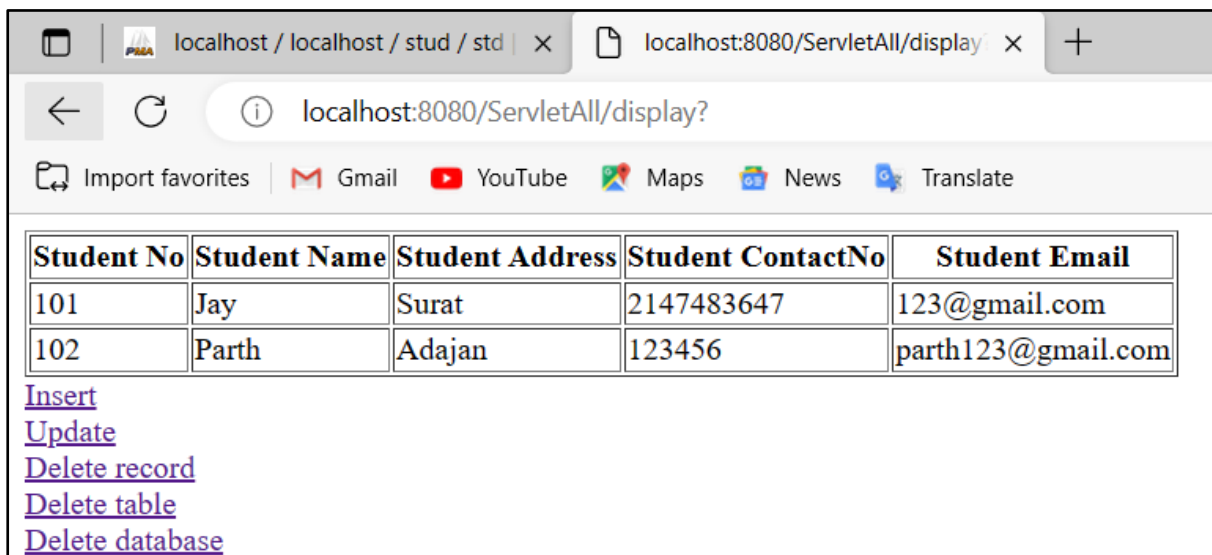 PMA localhost / localhost / stud / std | localhost:8080/ServletAll/display?
localhost:8080/ServletAll/display?
Import favorites Gmail YouTube Maps News Translate
Student No Student Name Student Address Student ContactNo Student Email
101 Jay Surat 2147483647 123@gmail.com
102 Parth Adajan 123456 parth123@gmail.com
Insert
Update
Delete record
Delete table
Delete database